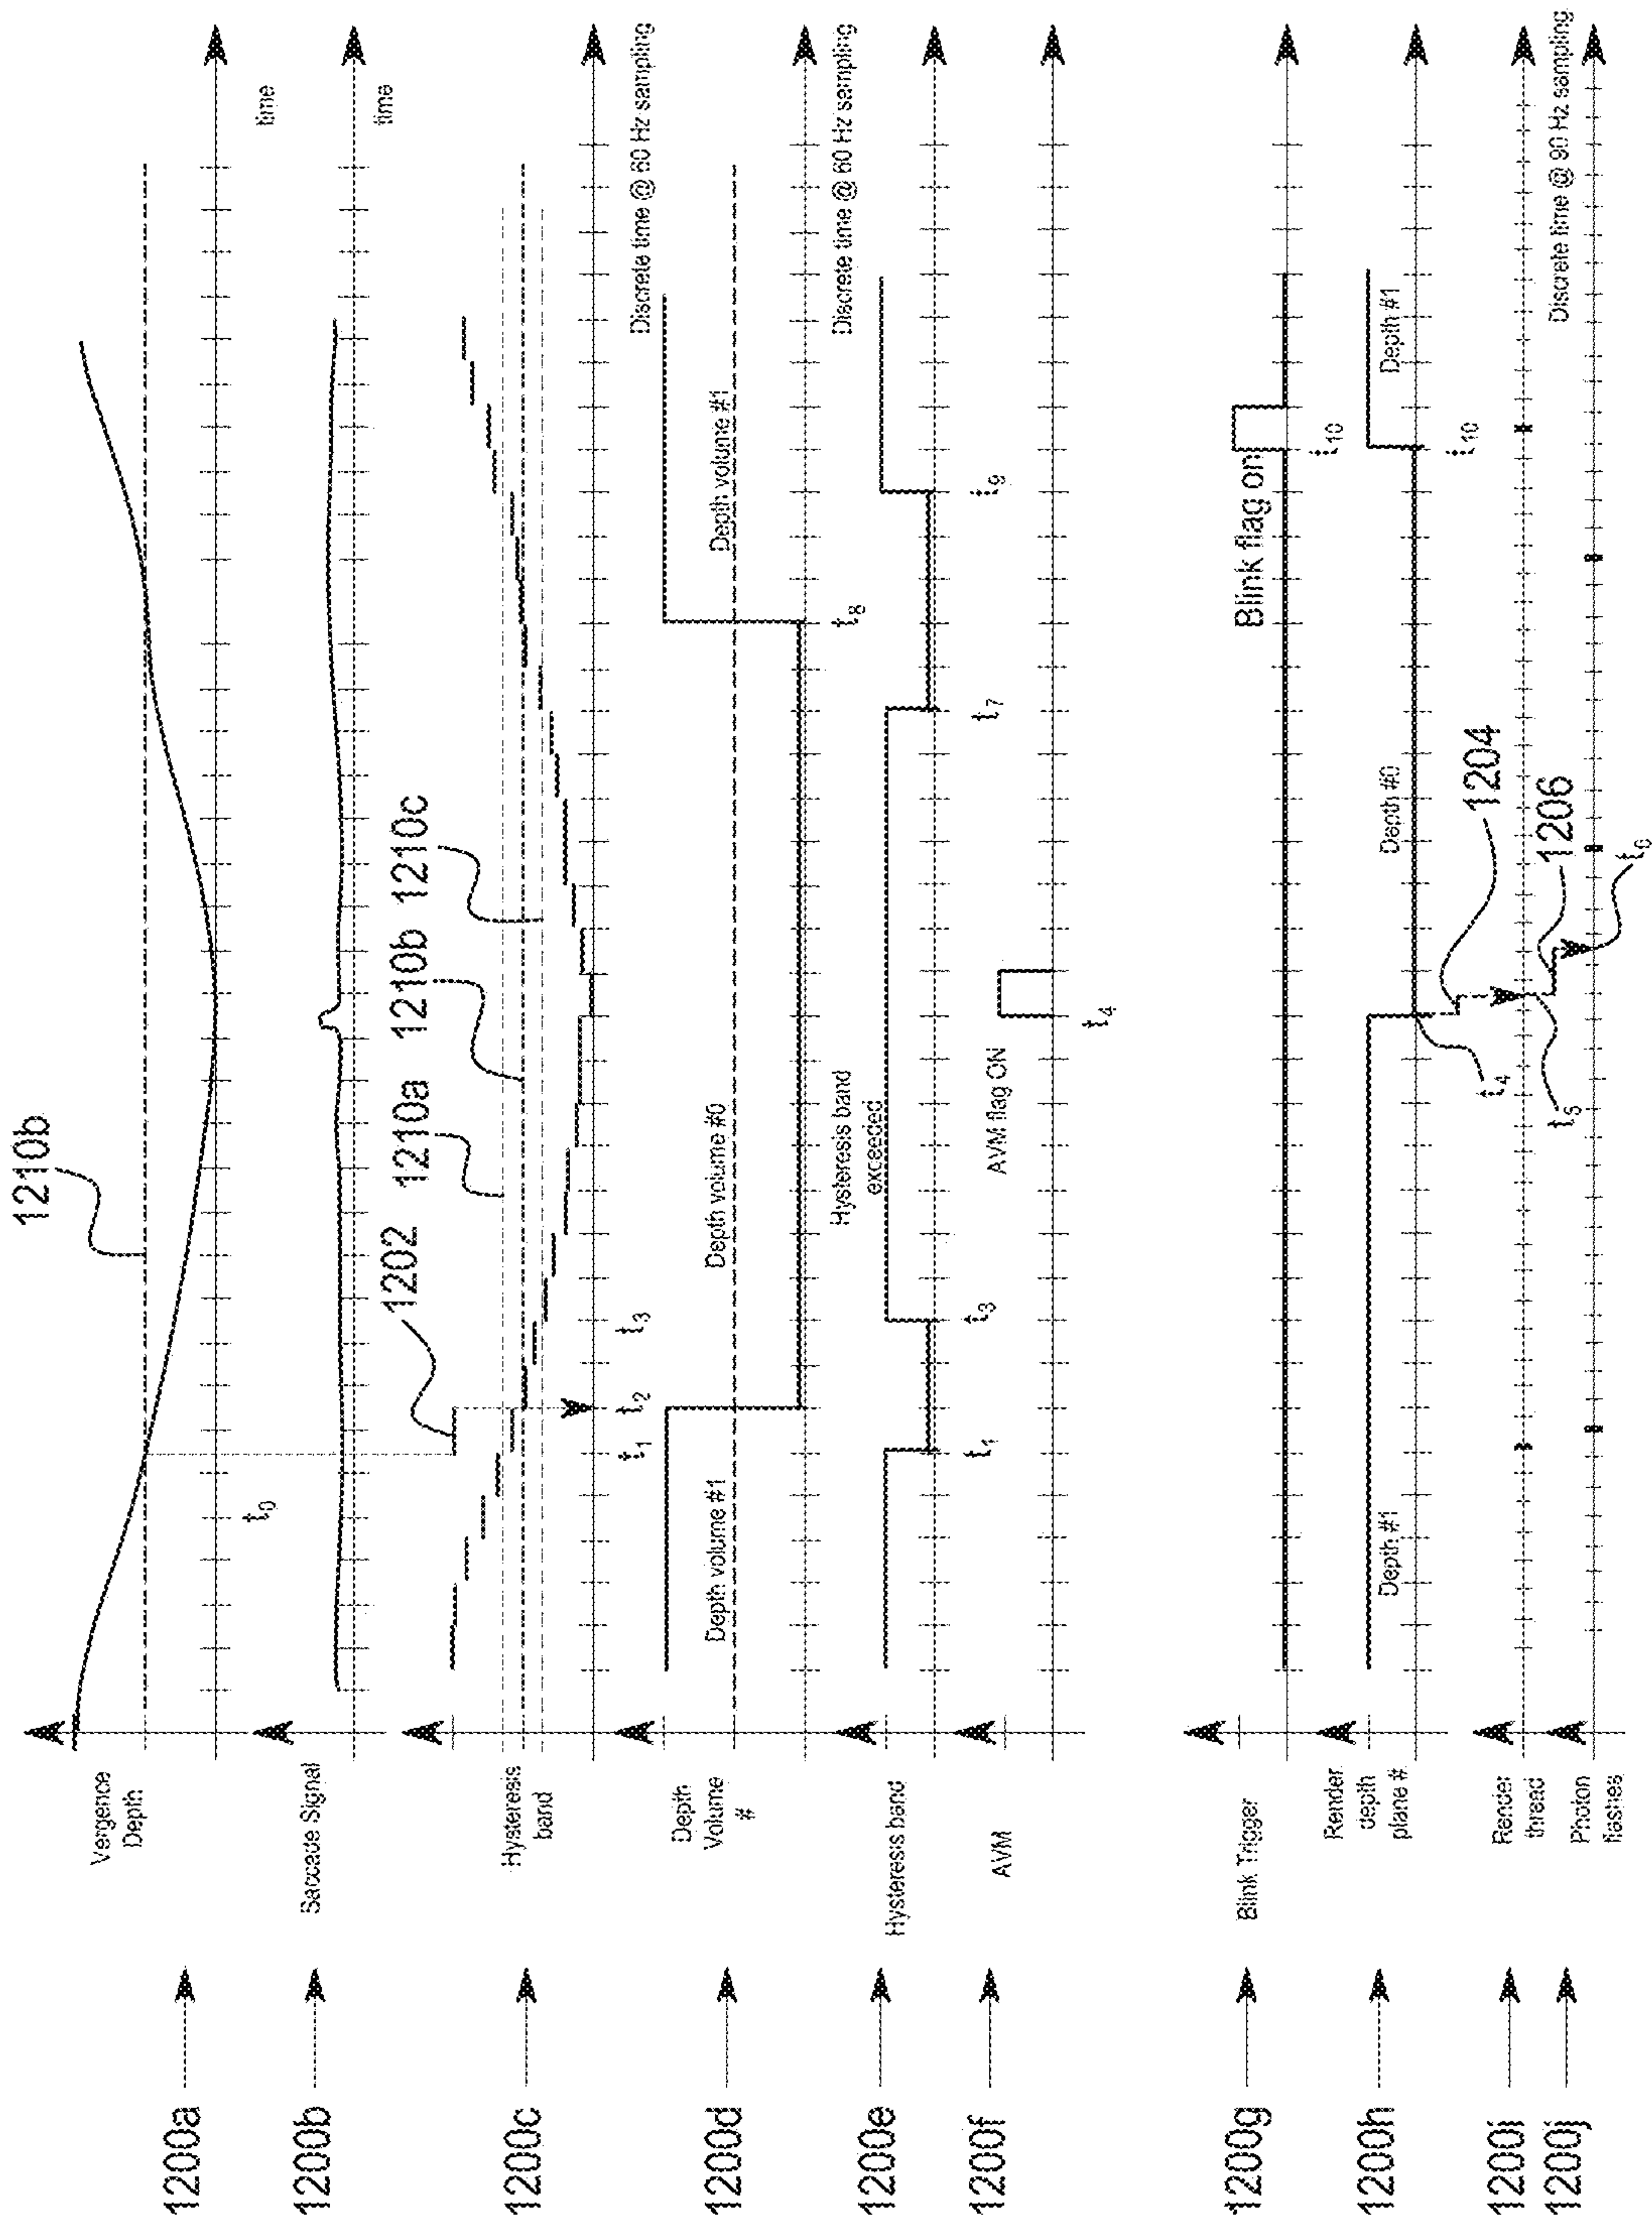 1210b
1200a
Vergence
Depth
t0
time
1200b
Saccade Signal
time
1202
1210a
1210b
1210c
1200c
Hysteresis
band
t1
t2
t3
Discrete time @ 60 Hz sampling
1200d
Depth
Volume
#
Depth volume #1
Depth volume #0
Depth volume #1
t8
Discrete time @ 60 Hz sampling
1200e
Hysteresis band
Hysteresis band
exceeded
t1
t3
t7
t9
1200f
AVM
AVM flag ON
t4
1200g
Blink Trigger
Blink flag on
t10
1200h
Render
depth
plane #
Depth #1
Depth #0
Depth #1
t10
t4
1204
1200i
Render
thread
t5
1206
Discrete time @ 90 Hz sampling
1200j
Photon
flashes
t6